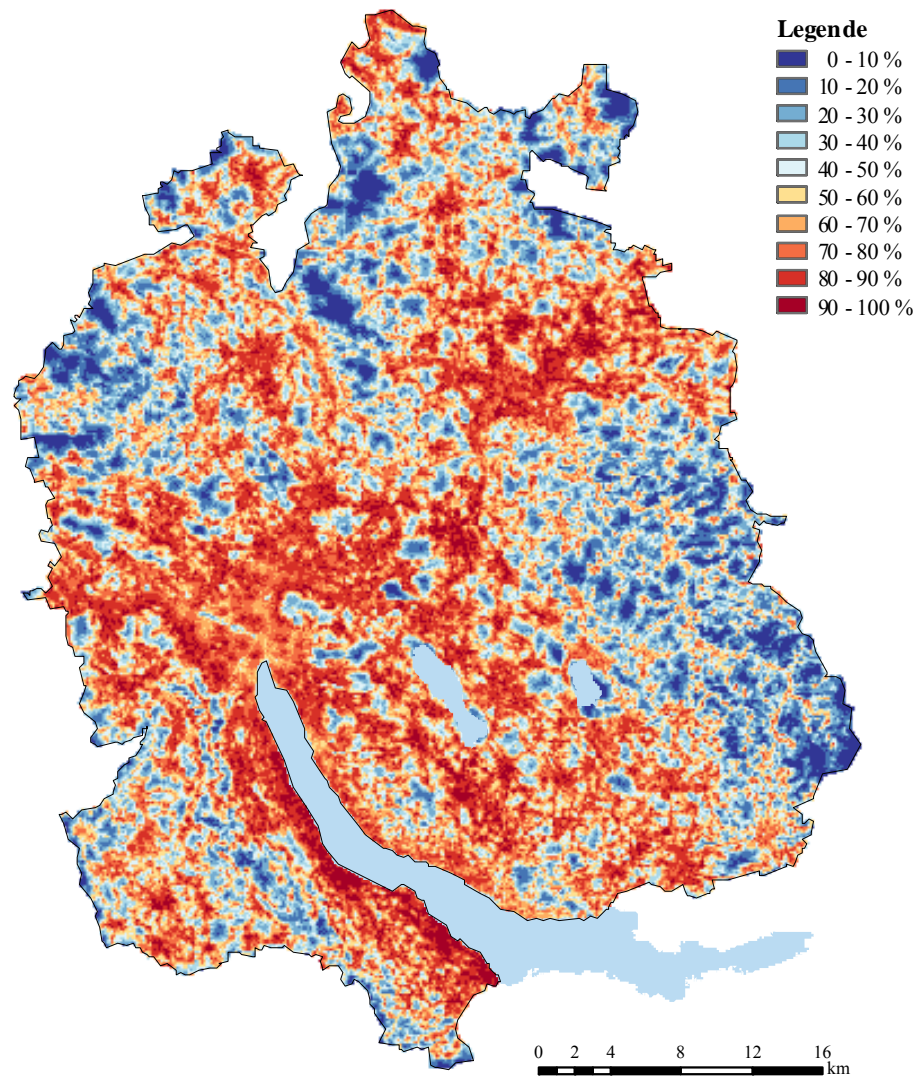 Legende
0 - 10 %
10 - 20 %
20 - 30 %
30 - 40 %
40 - 50 %
50 - 60 %
60 - 70 %
70 - 80 %
80 - 90 %
90 - 100 %
0 2 4 8 12 16
km